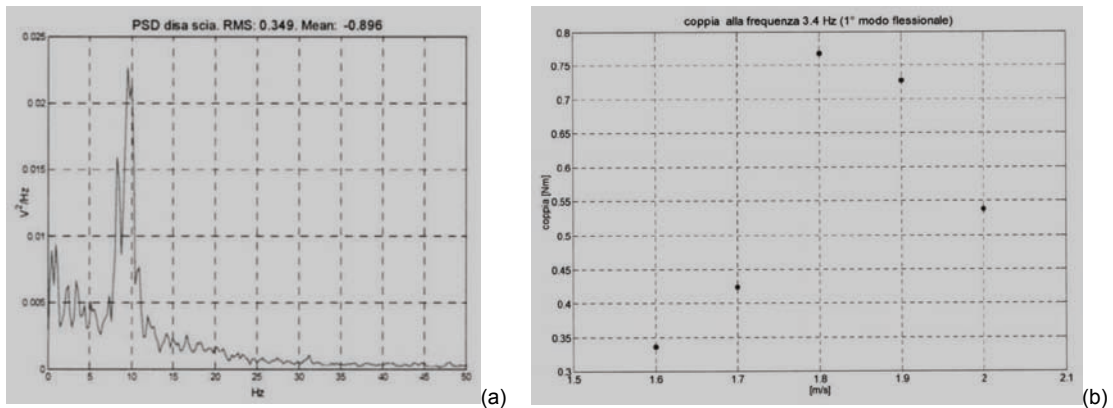 PSD disa scia. RMS: 0.349. Mean: -0.896
0.025
0.02
0.015
0.01
0.005
0
V²/Hz
0 5 10 15 20 25 30 35 40 45 50
Hz
(a)
coppia alla frequenza 3.4 Hz (1° modo flessionale)
0.8
0.75
0.7
0.65
0.6
0.55
0.5
0.45
0.4
0.35
0.3
coppia [Nm]
1.5 1.6 1.7 1.8 1.9 2 2.1
[m/s]
(b)